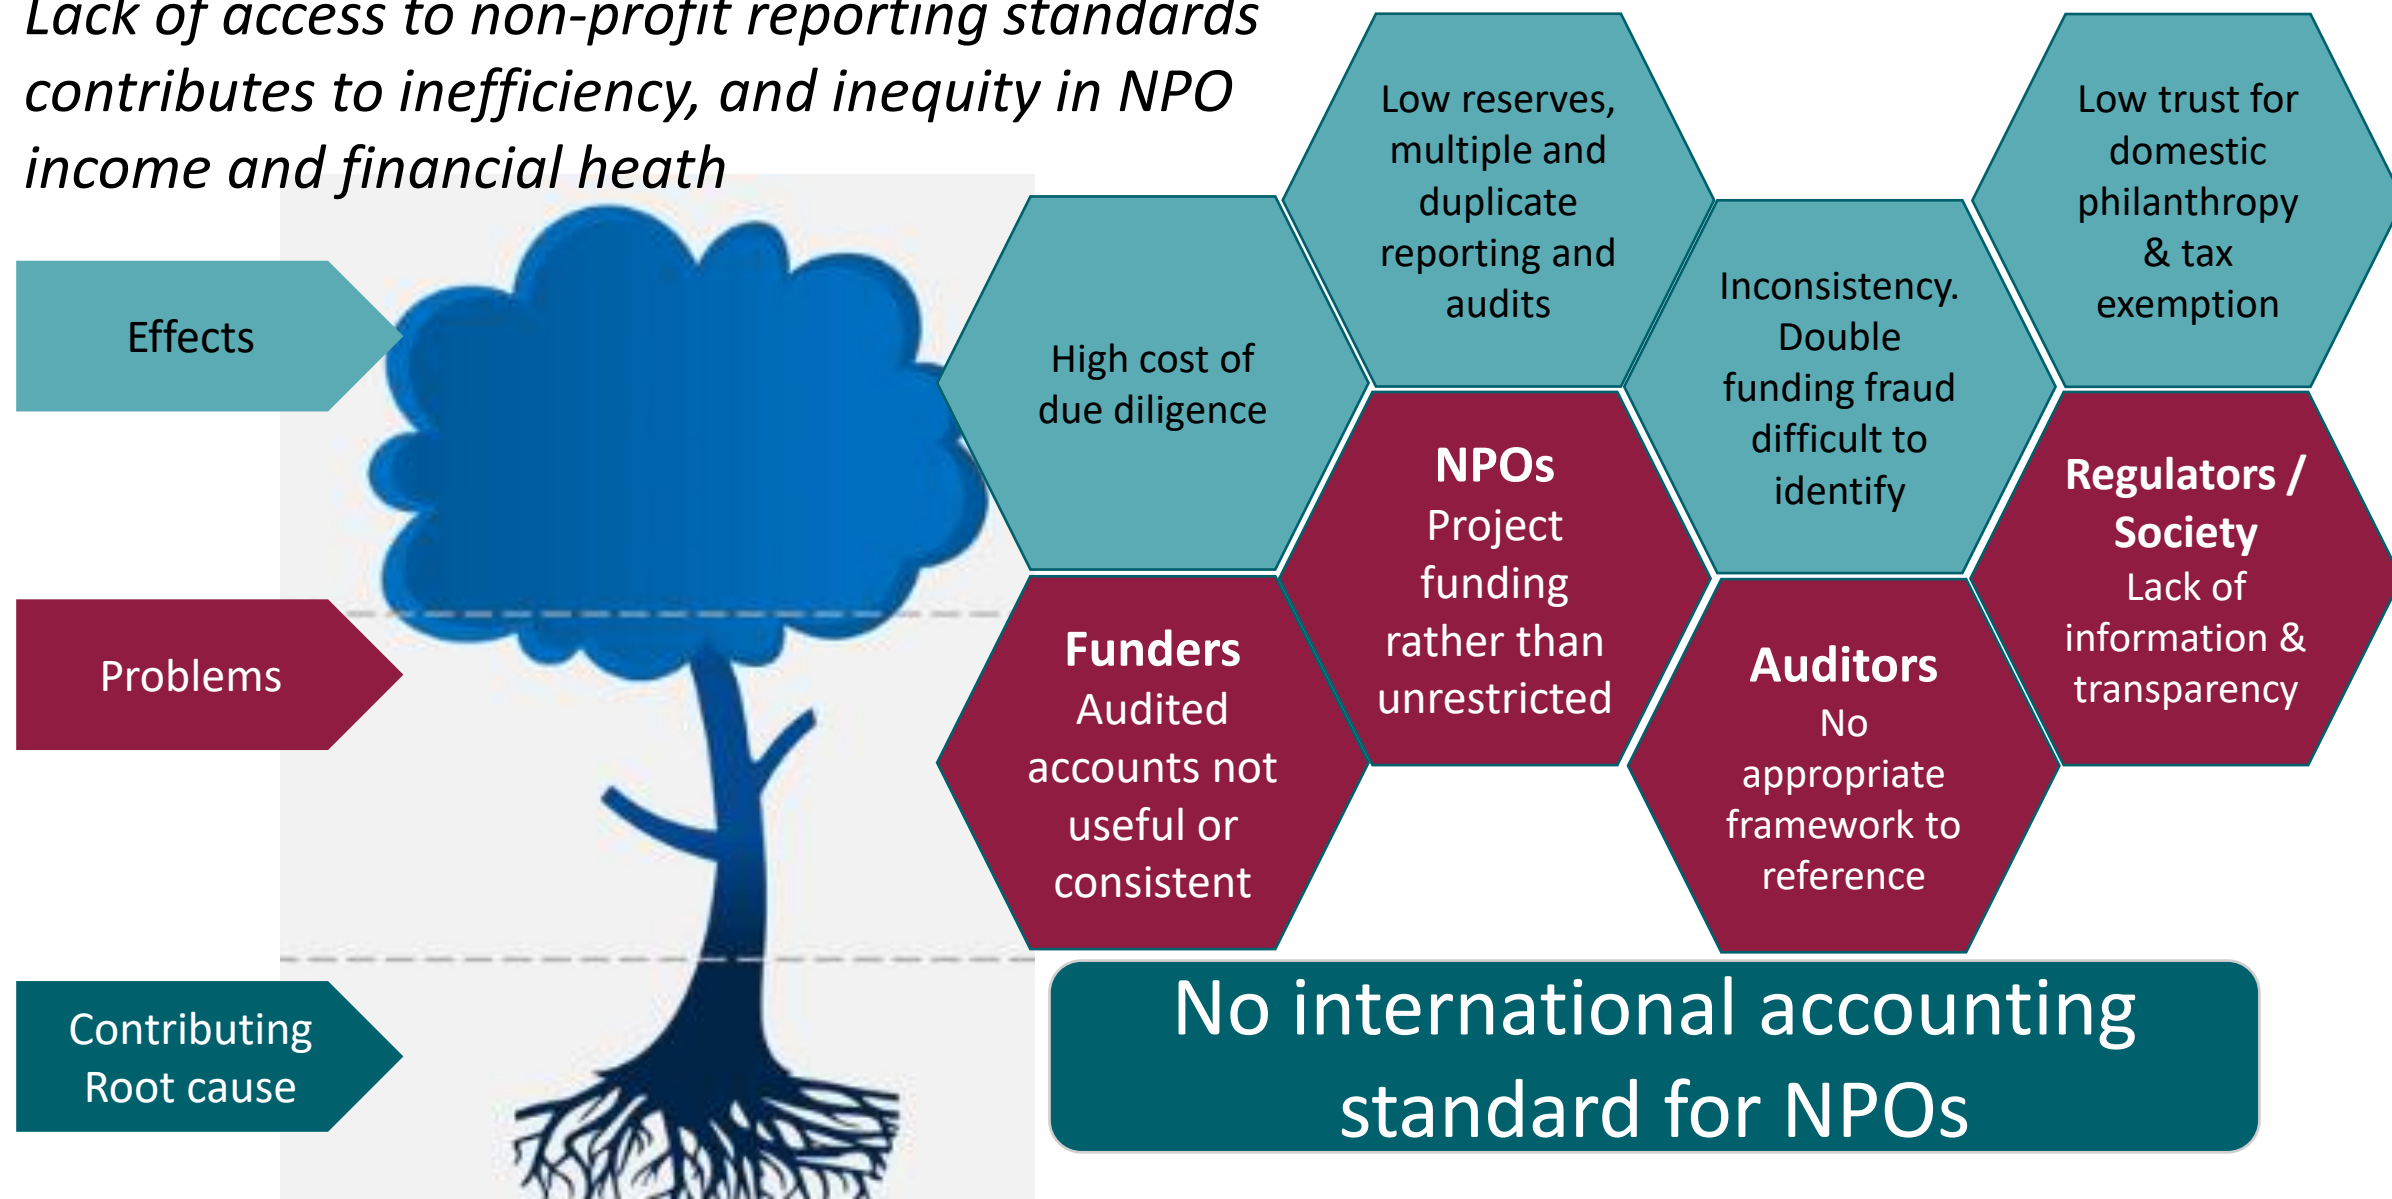 Lack of access to non-profit reporting standards
contributes to inefficiency, and inequity in NPO
income and financial heath
Effects
Problems
Contributing
Root cause
High cost of
due diligence
Low reserves,
multiple and
duplicate
reporting and
audits
Inconsistency.
Double
funding fraud
difficult to
identify
Low trust for
domestic
philanthropy
& tax
exemption
Funders
Audited
accounts not
useful or
consistent
NPOs
Project
funding
rather than
unrestricted
Auditors
No
appropriate
framework to
reference
Regulators /
Society
Lack of
information &
transparency
No international accounting
standard for NPOs